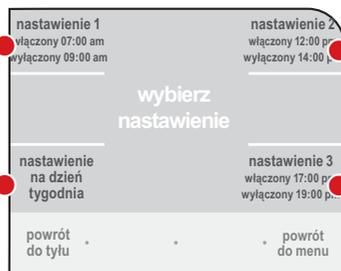 nastawienie 1
włączony 07:00 am
wyłączony 09:00 am
nastawienie 2
włączony 12:00
wyłączony 14:00
wybierz
nastawienie
nastawienie
na dzień
tygodnia
nastawienie 3
włączony 17:00
wyłączony 19:00
powrót
do tyłu
powrót
do menu